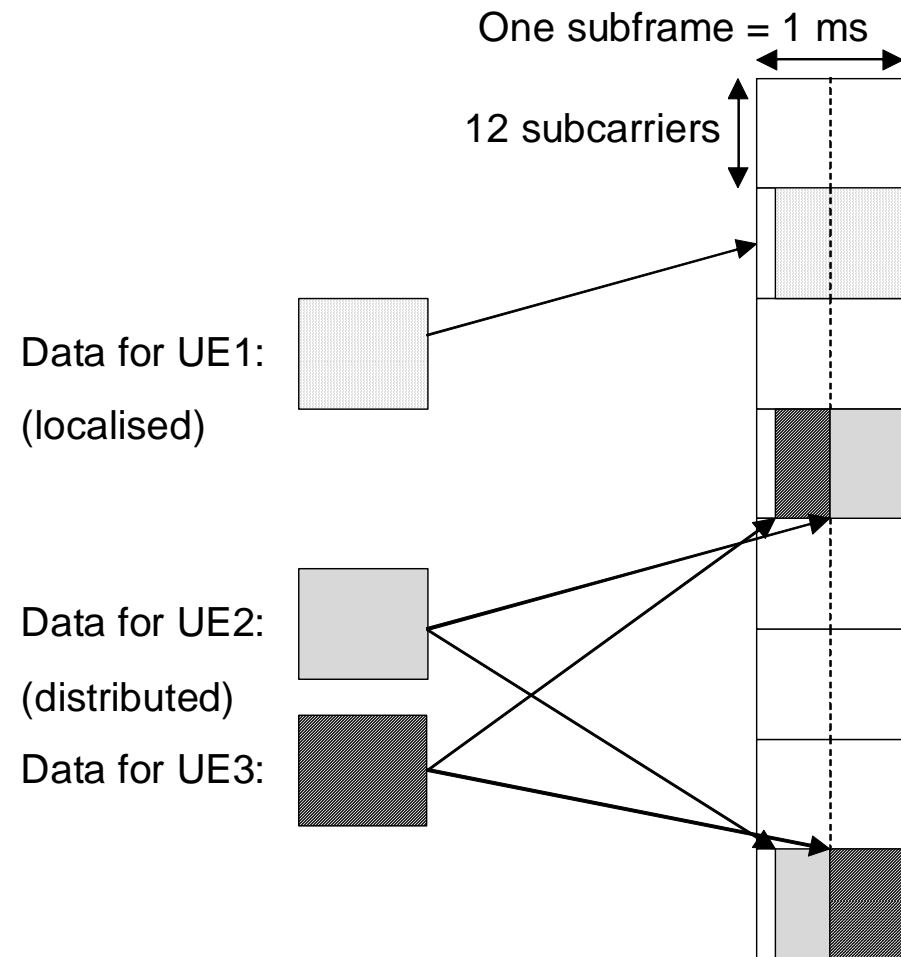 One subframe = 1 ms
12 subcarriers
Data for UE1:
(localised)
Data for UE2:
(distributed)
Data for UE3: